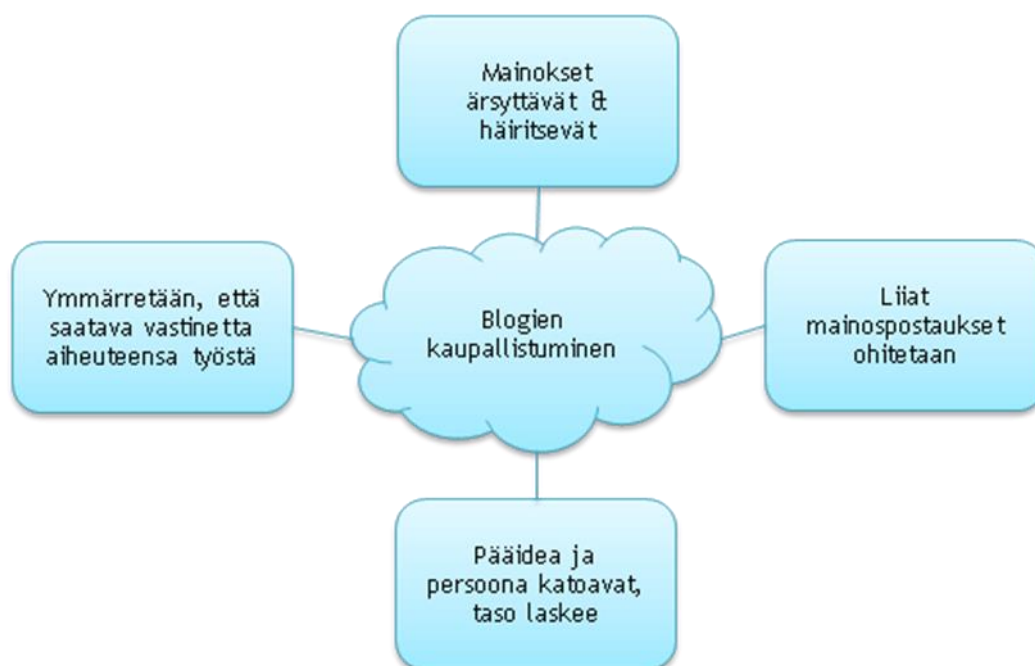 Mainokset
ärsyttävät &
häiritsevät
Ymmärretään, että
saatava vastinetta
aiheuteensa työstä
Blogien
kaupallistuminen
Liiat
mainospostaukset
ohitetaan
Pääidea ja
persoona katoavat,
taso laskee